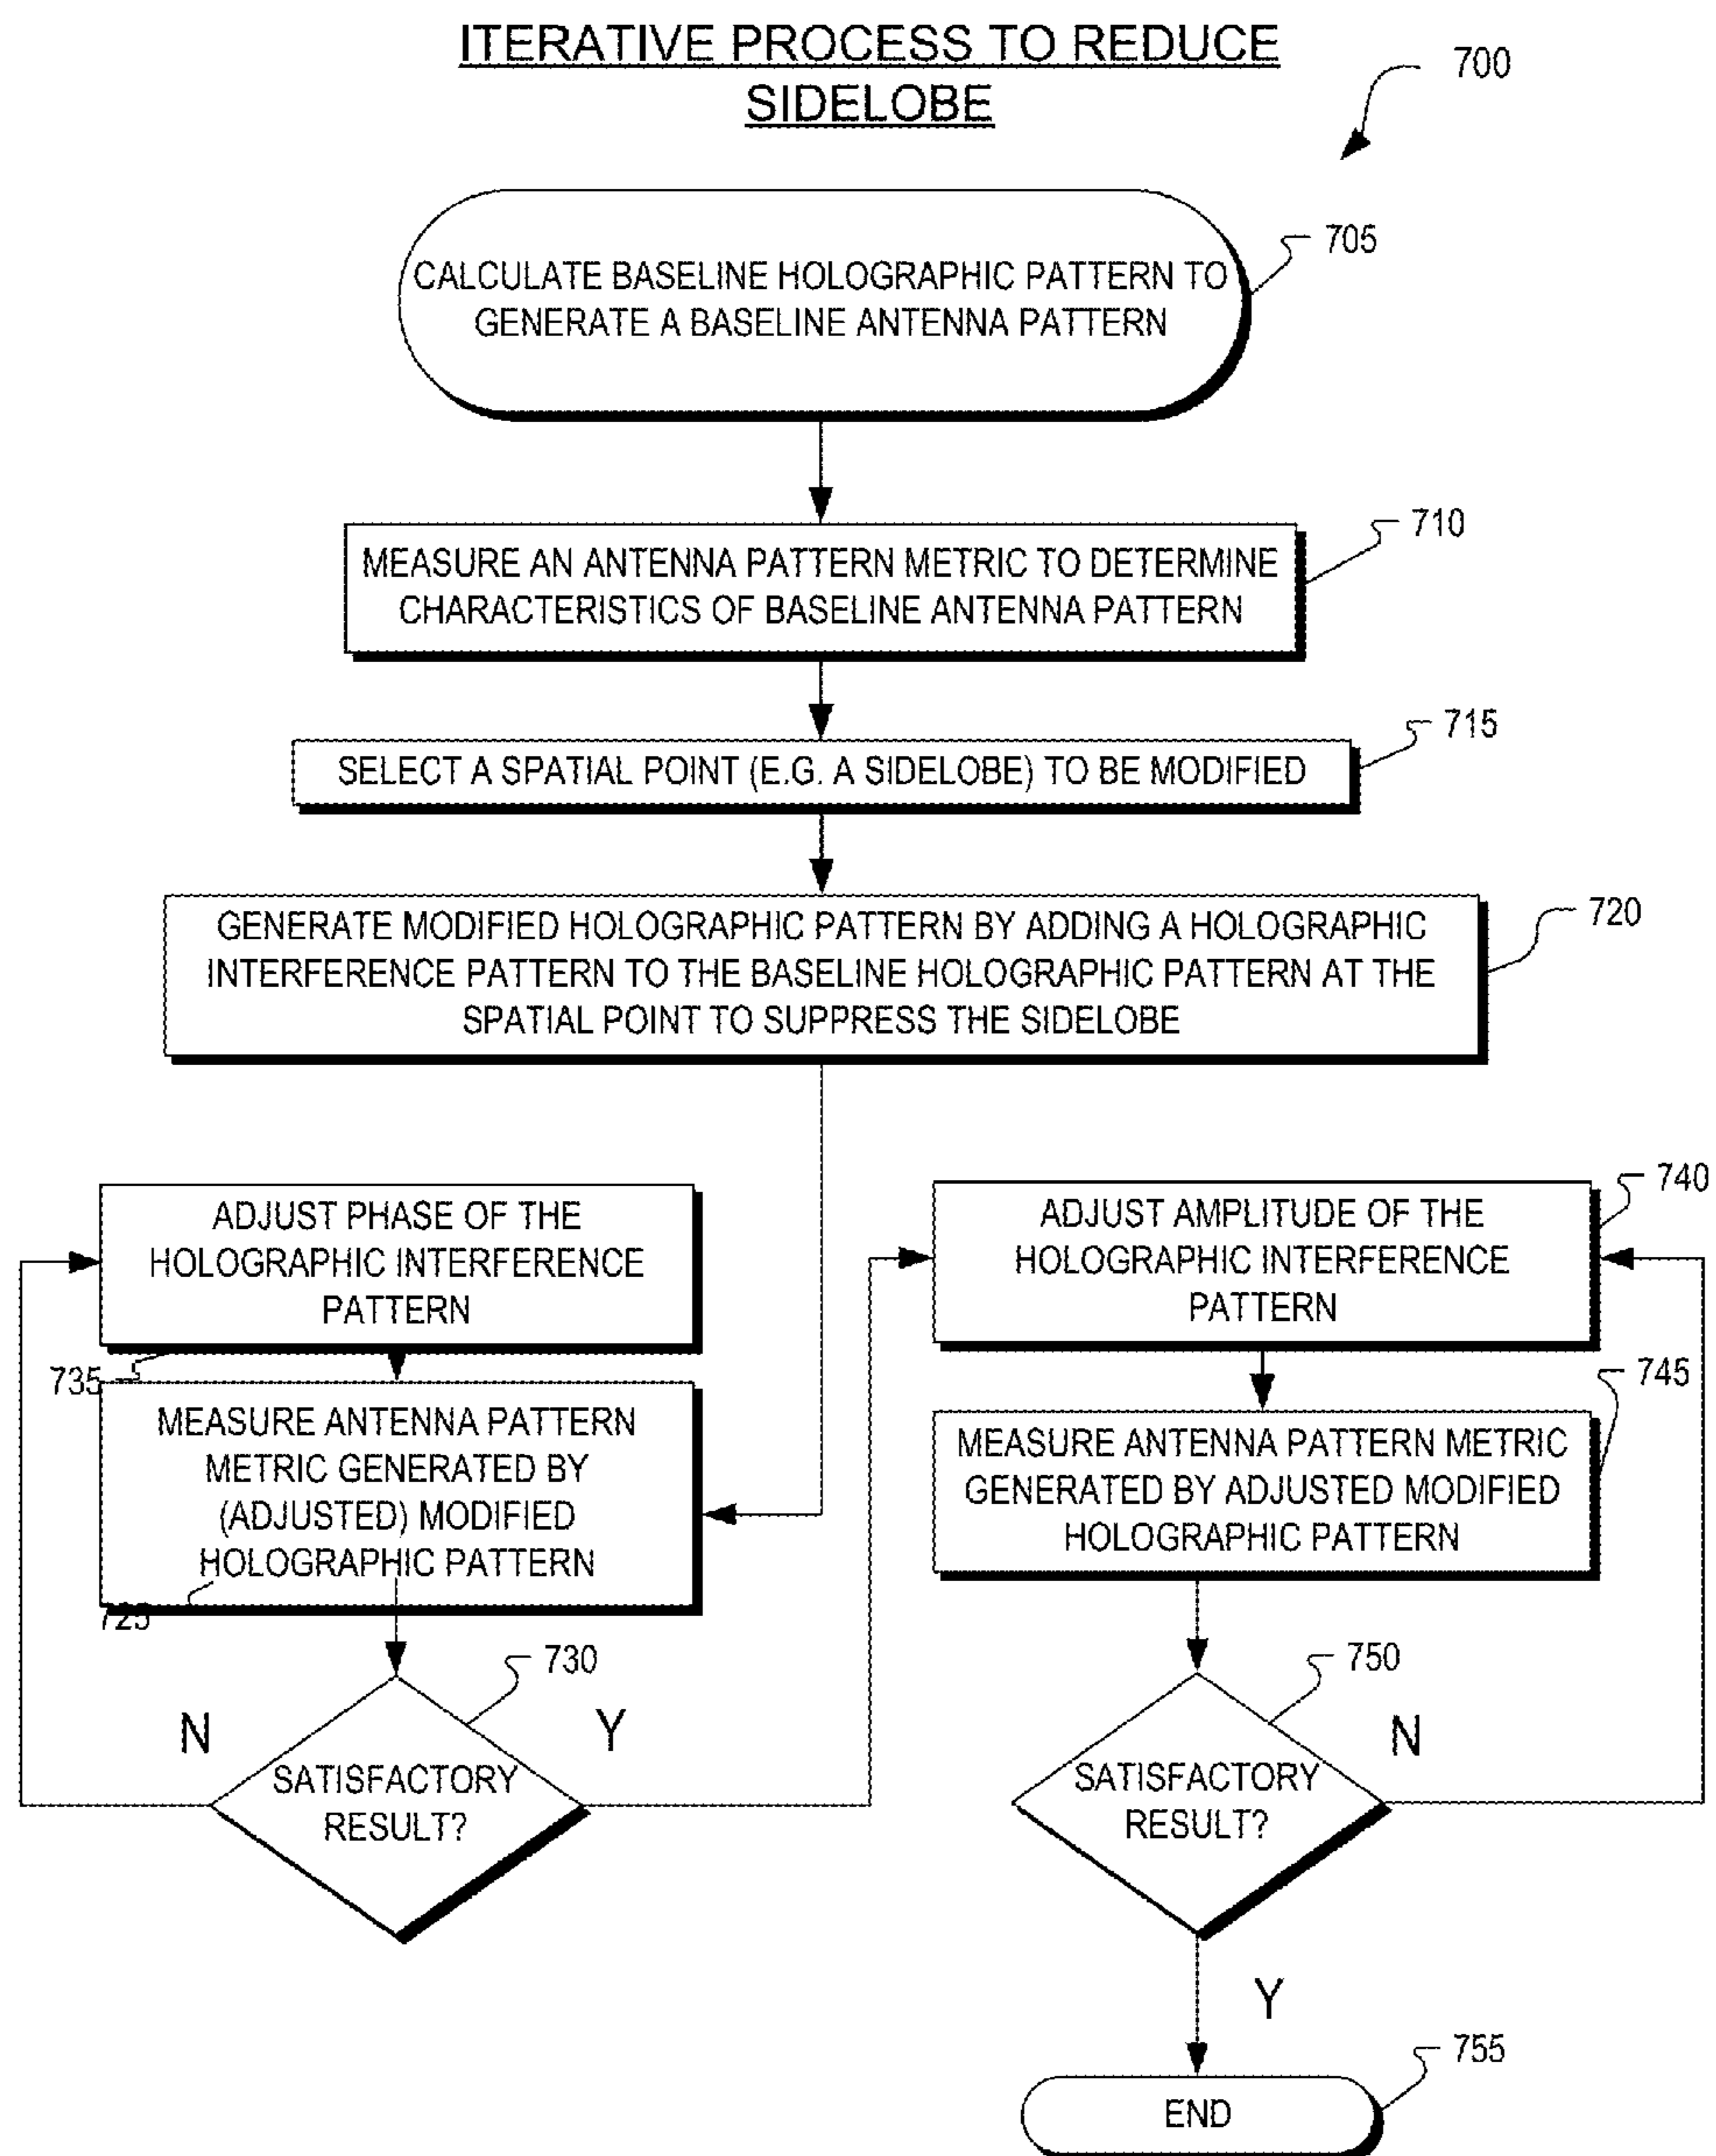 ITERATIVE PROCESS TO REDUCE
SIDELOBE
700
CALCULATE BASELINE HOLOGRAPHIC PATTERN TO
GENERATE A BASELINE ANTENNA PATTERN
705
MEASURE AN ANTENNA PATTERN METRIC TO DETERMINE
CHARACTERISTICS OF BASELINE ANTENNA PATTERN
710
SELECT A SPATIAL POINT (E.G. A SIDELOBE) TO BE MODIFIED
715
GENERATE MODIFIED HOLOGRAPHIC PATTERN BY ADDING A HOLOGRAPHIC
INTERFERENCE PATTERN TO THE BASELINE HOLOGRAPHIC PATTERN AT THE
SPATIAL POINT TO SUPPRESS THE SIDELOBE
720
ADJUST PHASE OF THE
HOLOGRAPHIC INTERFERENCE
PATTERN
735
MEASURE ANTENNA PATTERN
METRIC GENERATED BY
(ADJUSTED) MODIFIED
HOLOGRAPHIC PATTERN
725
730
N
Y
SATISFACTORY
RESULT?
ADJUST AMPLITUDE OF THE
HOLOGRAPHIC INTERFERENCE
PATTERN
740
MEASURE ANTENNA PATTERN METRIC
GENERATED BY ADJUSTED MODIFIED
HOLOGRAPHIC PATTERN
745
750
N
SATISFACTORY
RESULT?
Y
755
END